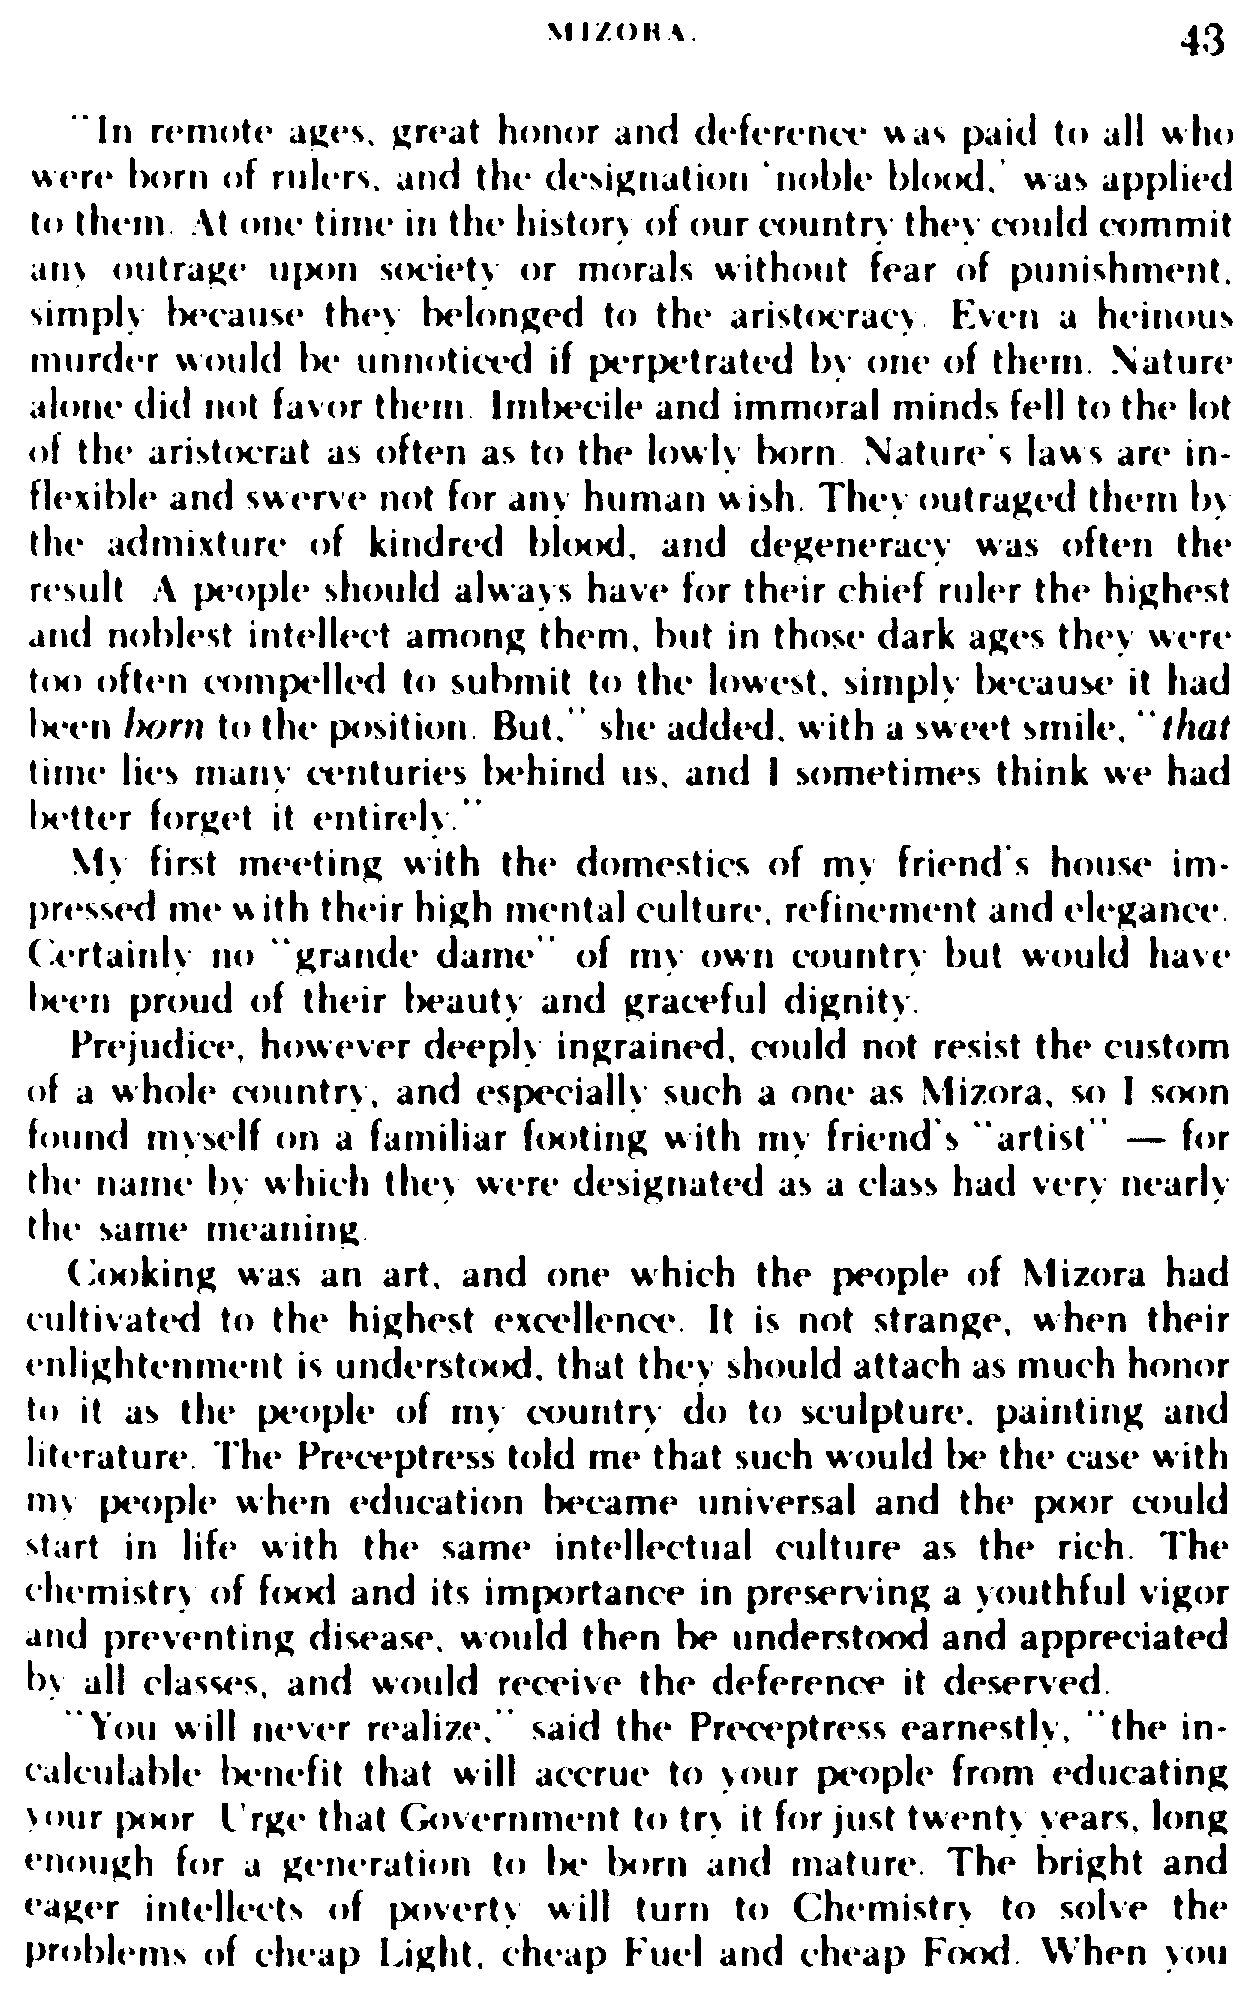 MIZORA. 43
"In remote ages, great honor and deference was paid to all who
were born of rulers, and the designation 'noble blood,' was applied
to them. At one time in the history of our country they could commit
any outrage upon society or morals without fear of punishment,
simply because they belonged to the aristocracy. Even a heinous
murder would be unnoticed if perpetrated by one of them. Nature
alone did not favor them. Imbecile and immoral minds fell to the lot
of the aristocrat as often as to the lowly born. Nature's laws are in-
flexible and swerve not for any human wish. They outraged them by
the admixture of kindred blood, and degeneracy was often the
result. A people should always have for their chief ruler the highest
and noblest intellect among them, but in those dark ages they were
too often compelled to submit to the lowest, simply because it had
been born to the position. But," she added, with a sweet smile, "that
time lies many centuries behind us, and I sometimes think we had
better forget it entirely."
My first meeting with the domestics of my friend's house im-
pressed me with their high mental culture, refinement and elegance.
Certainly no "grande dame" of my own country but would have
been proud of their beauty and graceful dignity.
Prejudice, however deeply ingrained, could not resist the custom
of a whole country, and especially such a one as Mizora, so I soon
found myself on a familiar footing with my friend's "artist" — for
the name by which they were designated as a class had very nearly
the same meaning.
Cooking was an art, and one which the people of Mizora had
cultivated to the highest excellence. It is not strange, when their
enlightenment is understood, that they should attach as much honor
to it as the people of my country do to sculpture, painting and
literature. The Preceptress told me that such would be the case with
my people when education became universal and the poor could
start in life with the same intellectual culture as the rich. The
chemistry of food and its importance in preserving a youthful vigor
and preventing disease, would then be understood and appreciated
by all classes, and would receive the deference it deserved.
"You will never realize," said the Preceptress earnestly, "the in-
calculable benefit that will accrue to your people from educating
your poor. Urge that Government to try it for just twenty years, long
enough for a generation to be born and mature. The bright and
eager intellects of poverty will turn to Chemistry to solve the
problems of cheap Light, cheap Fuel and cheap Food. When you